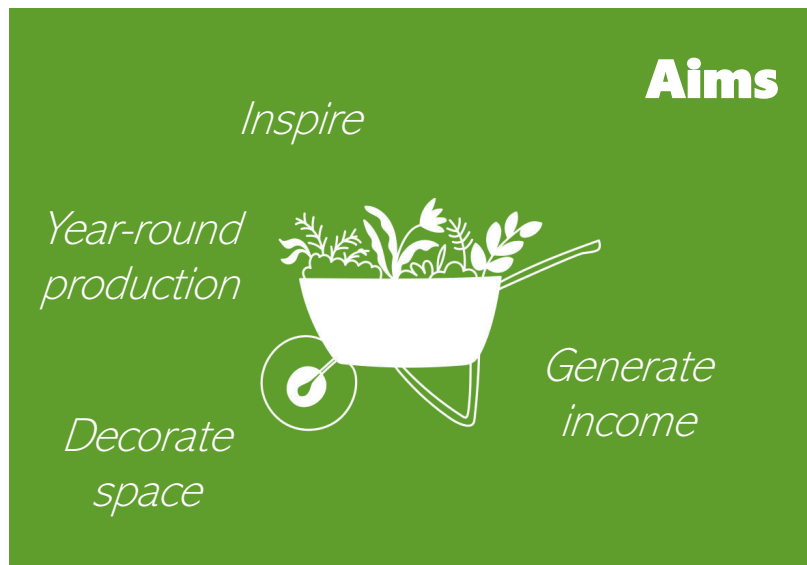 Aims
Inspire
Year-round
production
Generate
income
Decorate
space